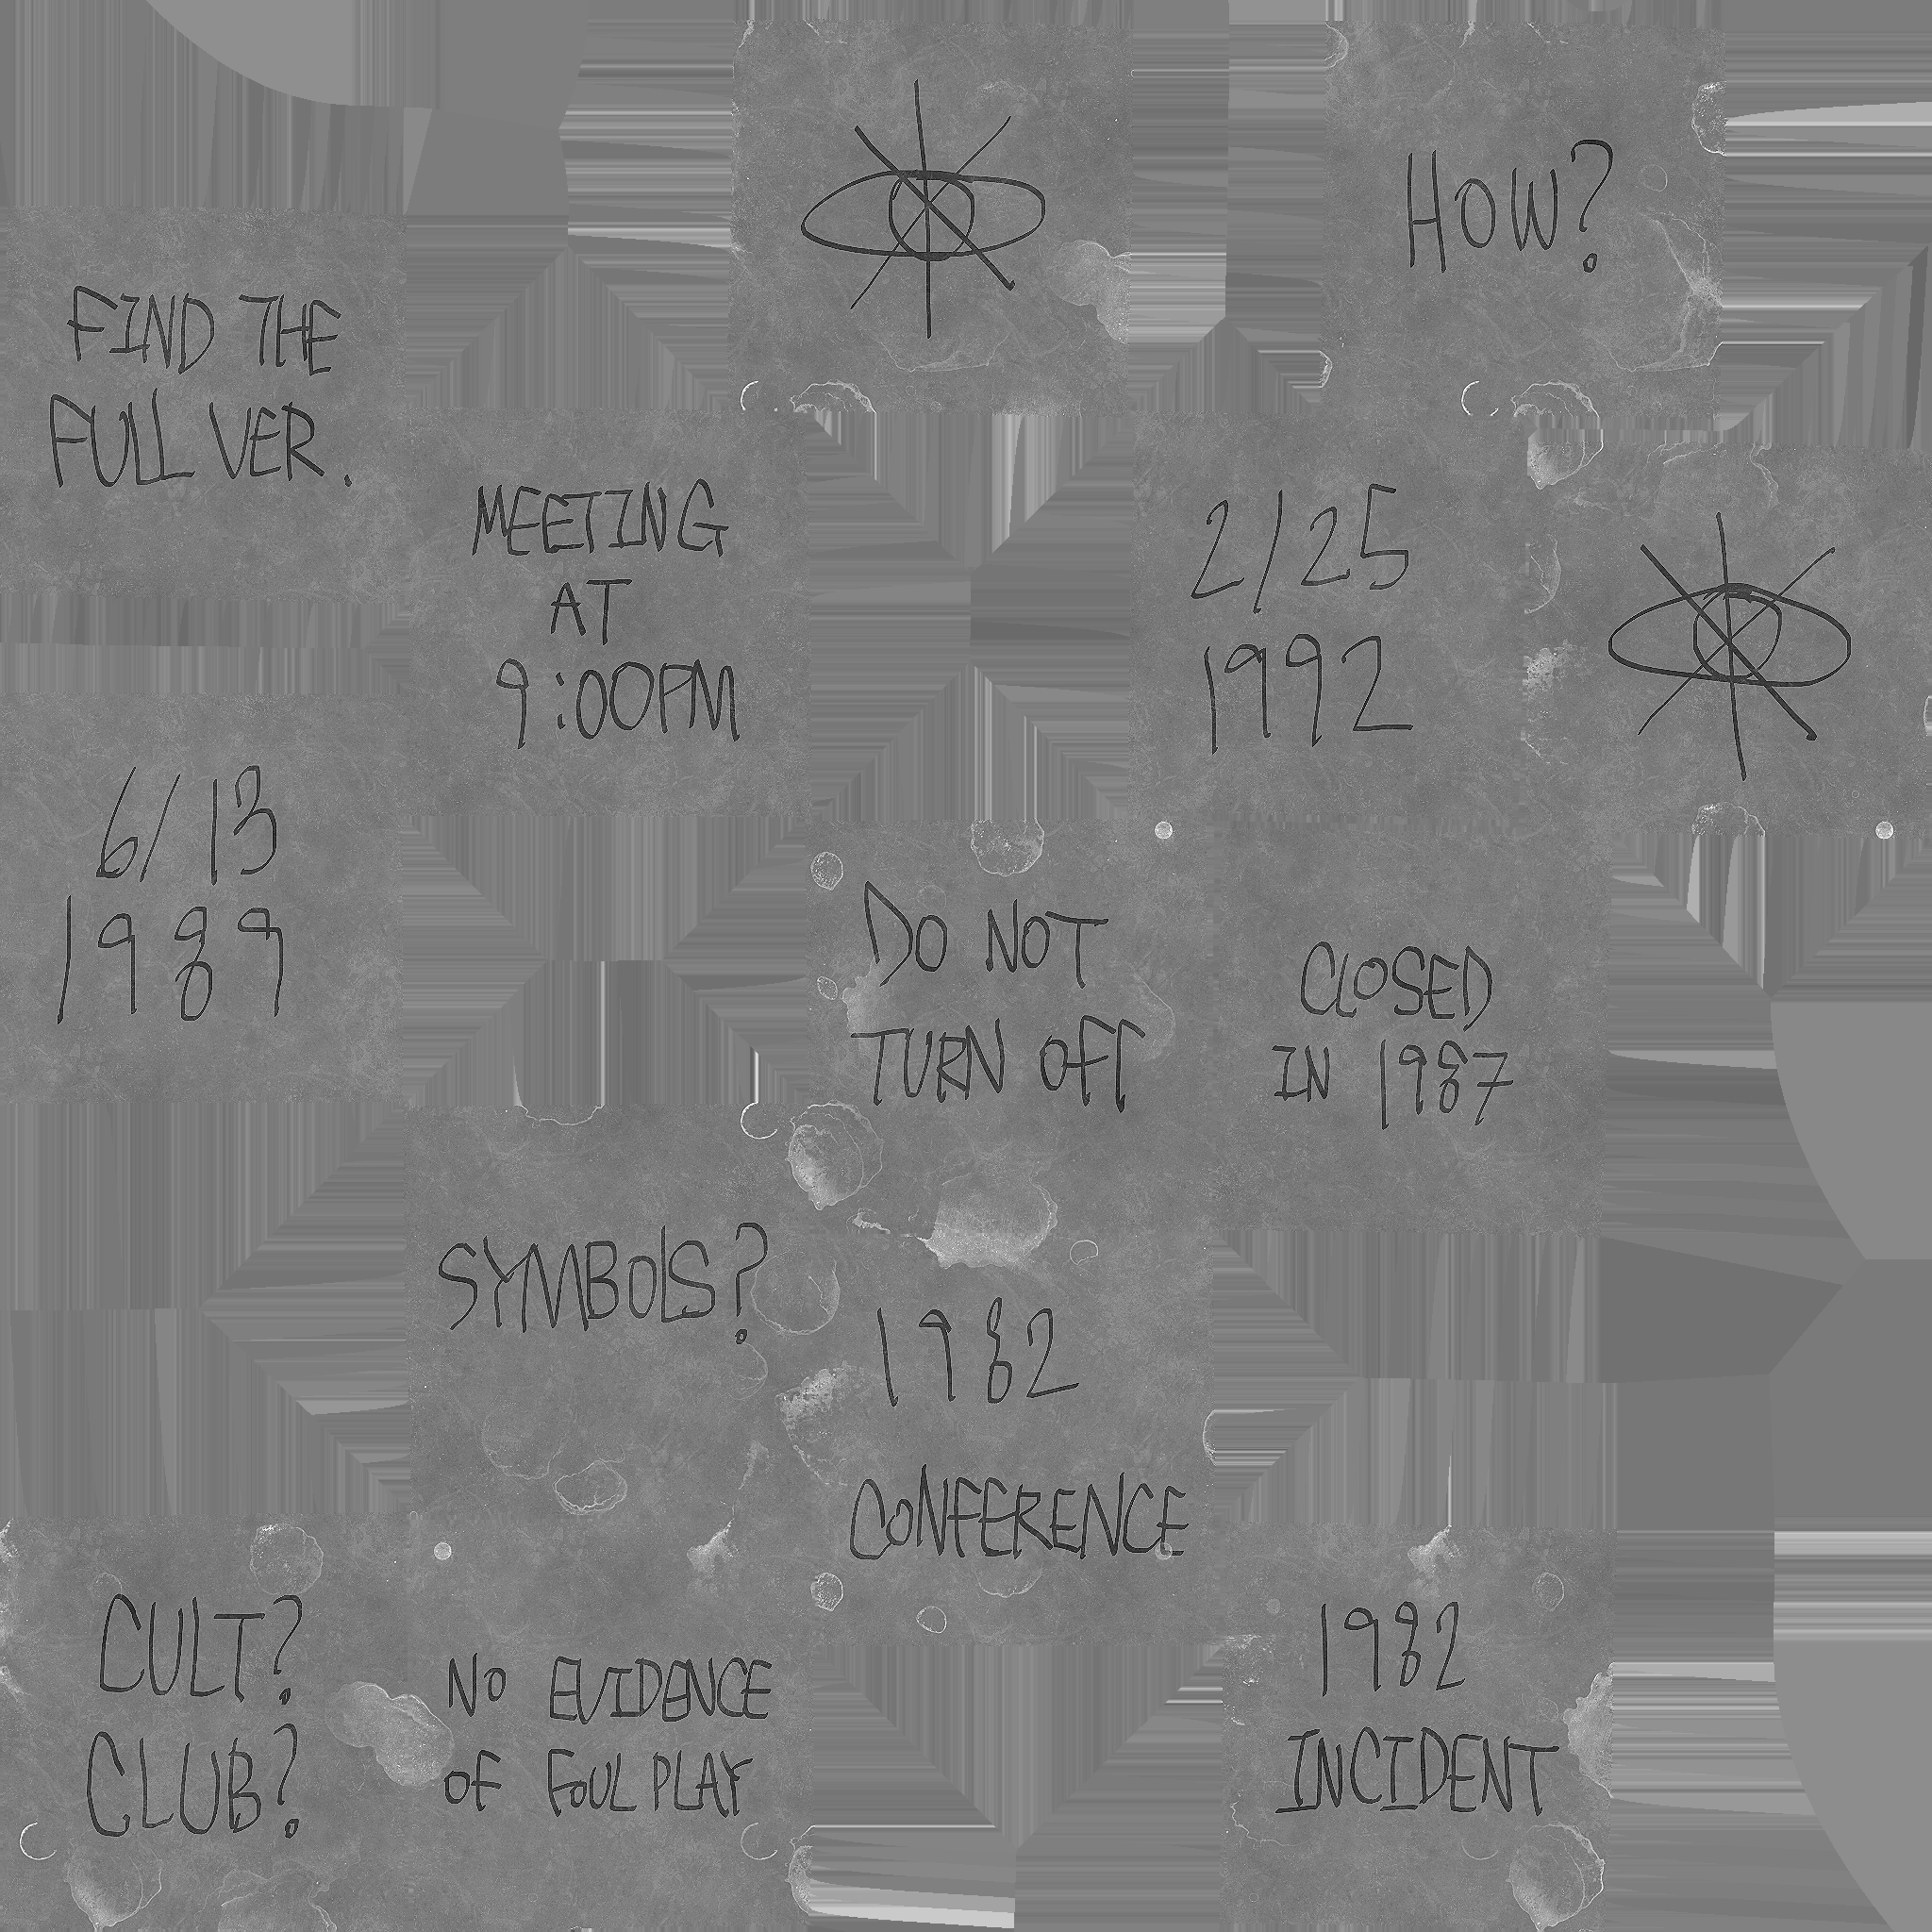 HOW?
FIND THE
FULL VER.
MEETING
AT
9:00PM
2/25
1992
6/13
1989
DO NOT
TURN OFF
CLOSED
IN 1987
SYMBOLS?
1982
CONFERENCE
CULT?
CLUB?
NO EVIDENCE
OF FOUL PLAY
1982
INCIDENT